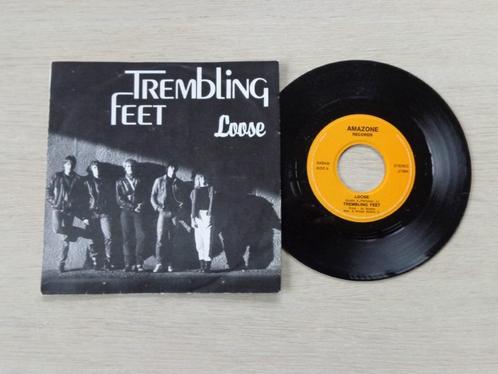 TREMBLING
FEET
Loose
AMAZONE
RECORDS
STEREO
LOOSE
TREMBLING FEET